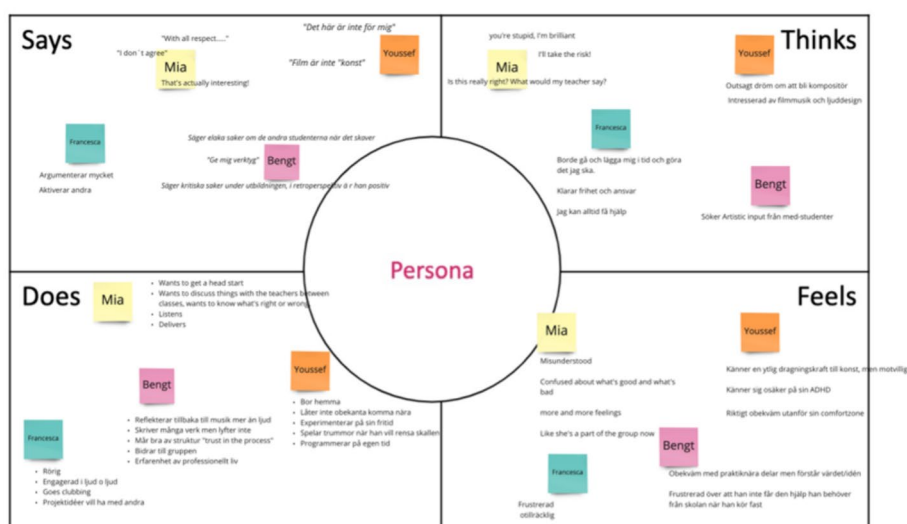 Says
"With all respect....."
"I don´t agree"
Mia
That's actually interesting!
"Det här är inte för mig"
Youssef
"Film är inte "konst"
Francesca
Argumenterar mycket
Aktiverar andra
Säger elaka saker om de andra studenterna när det skaver
"Ge mig verktyg"
Bengt
Säger kritiska saker under utbildningen, i retroperspektiv ä r han positiv
Thinks
you're stupid, I'm brilliant
I'll take the risk!
Mia
Is this really right? What would my teacher say?
Youssef
Outsagt dröm om att bli kompositör
Intresserad av filmmusik och ljuddesign
Francesca
Borde gå och lägga mig i tid och göra
det jag ska.
Klarar frihet och ansvar
Jag kan alltid få hjälp
Bengt
Söker Artistic input från med-studenter
Persona
Does
Mia
• Wants to get a head start
• Wants to discuss things with the teachers between
classes, wants to know what's right or wrong
• Listens
• Delivers
Bengt
• Reflekterar tillbaka till musik mer än ljud
• Skriver många verk men lyfter inte
• Mår bra av struktur "trust in the process"
• Bidrar till gruppen
• Erfarenhet av professionellt liv
Youssef
• Bor hemma
• Låter inte obekanta komma nära
• Experimenterar på sin fritid
• Spelar trummor när han vill rensa skallen
• Programmerar på egen tid
Francesca
• Rörig
• Engagerad i ljud o ljud
• Goes clubbing
• Projektidéer vill ha med andra
Feels
Mia
Misunderstood
Confused about what's good and what's
bad
more and more feelings
Like she's a part of the group now
Youssef
Känner en ytlig dragningskraft till konst, men motvillig
Känner sig osäker på sin ADHD
Riktigt obekväm utanför sin comfortzone
Francesca
Frustrerad
otillräcklig
Bengt
Obekväm med praktiknära delar men förstår värdet/idén
Frustrerad över att han inte får den hjälp han behöver
från skolan när han kör fast